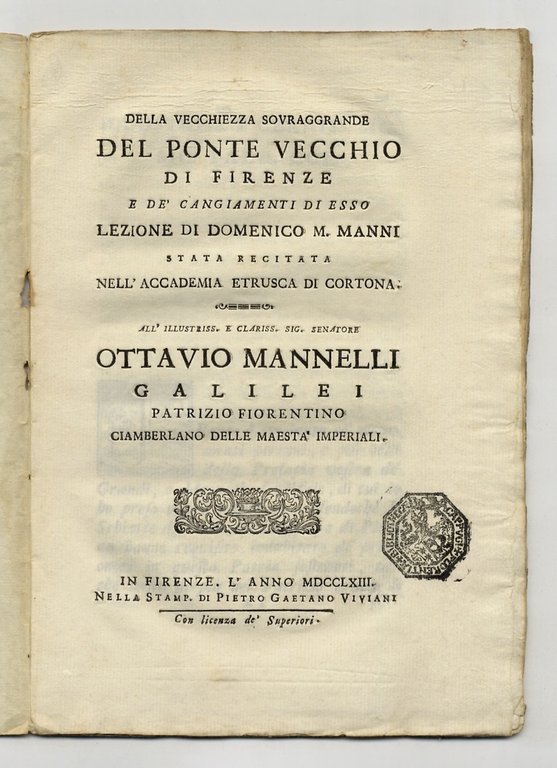 DELLA VECCHIEZZA SOVRAGGRANDE
DEL PONTE VECCHIO
DI FIRENZE
E DE' CANGIAMENTI DI ESSO
LEZIONE DI DOMENICO M. MANNI
STATA RECITATA
NELL'ACCADEMIA ETRUSCA DI CORTONA.
ALL' ILLUSTRISS. E CLARISS. SIG. SENATORE
OTTAVIO MANNELLI
GALILEI
PATRIZIO FIORENTINO
CIAMBERLANO DELLE MAESTA' IMPERIALI.
IN FIRENZE. L' ANNO MDCCLXIII.
NELLA STAMP. DI PIETRO GAETANO VIVIANI
Con licenza de' Superiori.